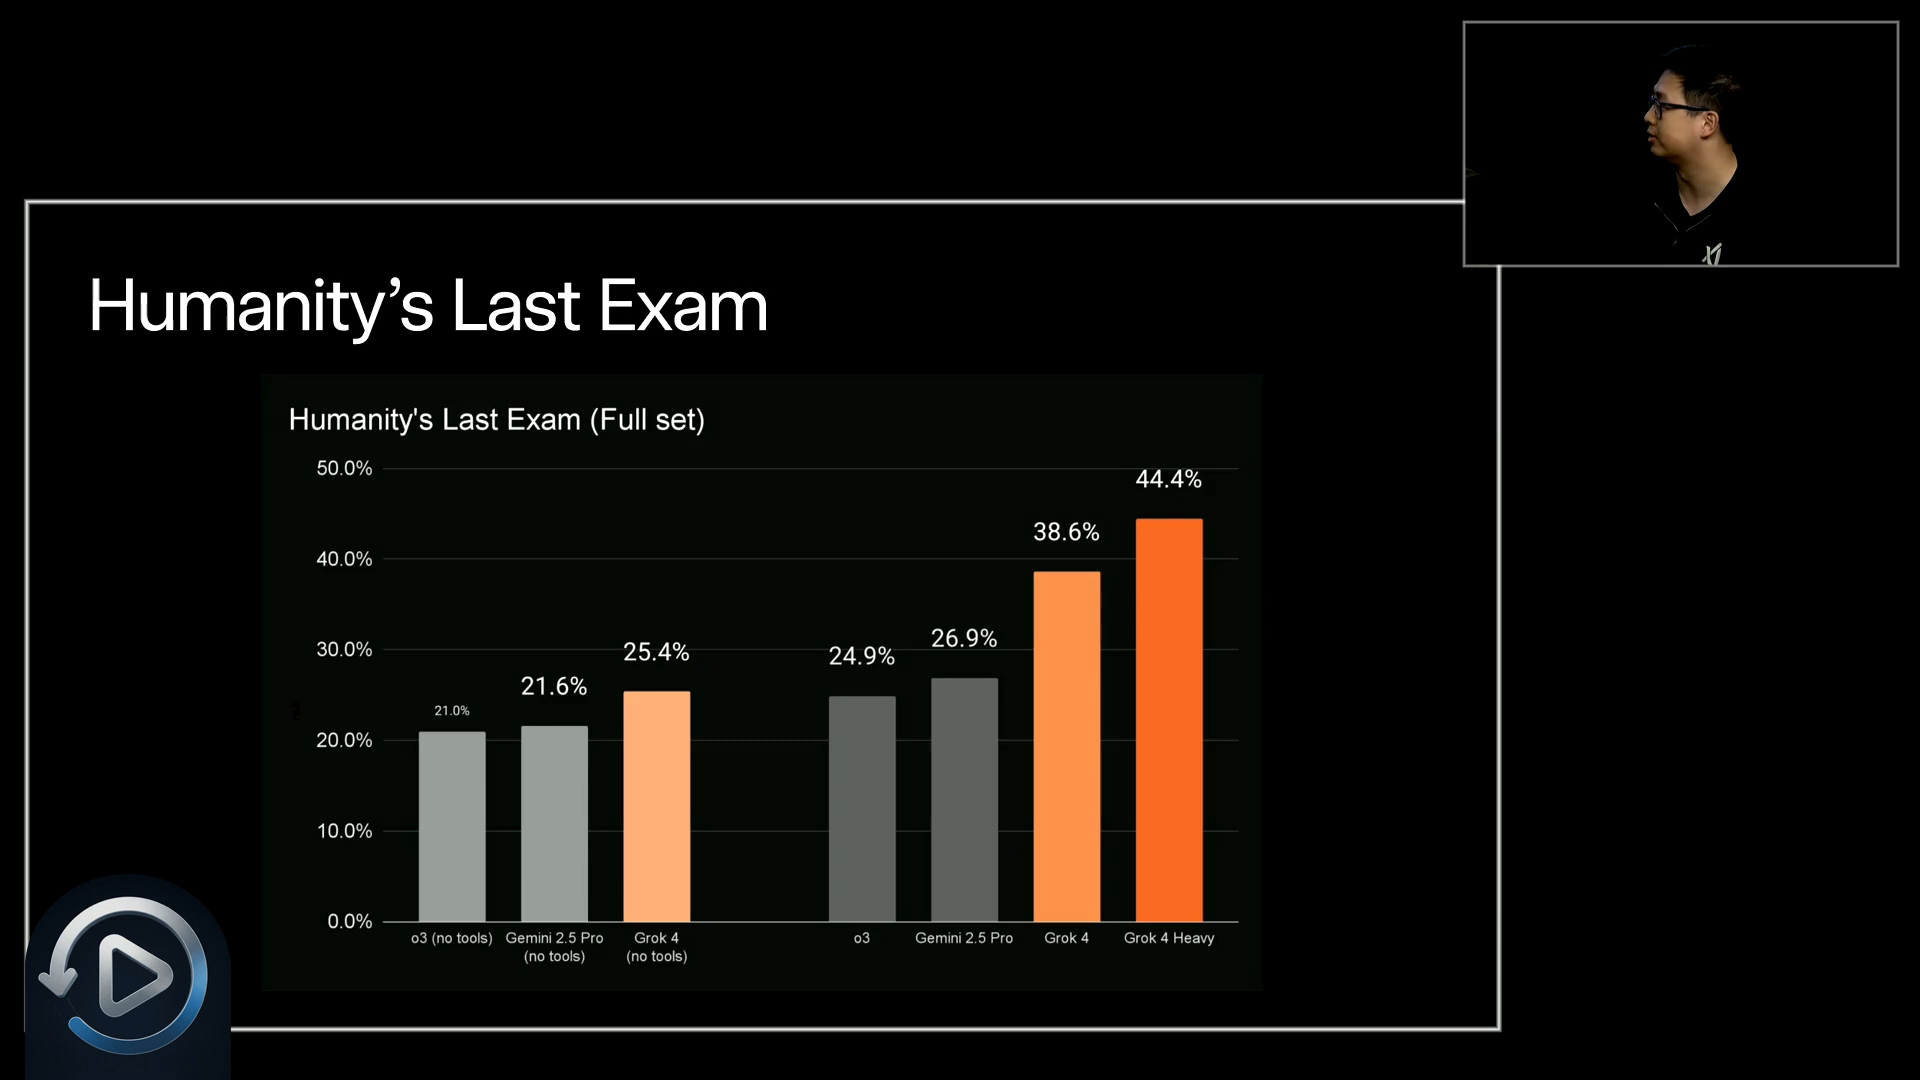 Humanity’s Last Exam
Humanity's Last Exam (Full set)
50.0%
40.0%
30.0%
20.0%
10.0%
0.0%
21.0%
21.6%
25.4%
24.9%
26.9%
38.6%
44.4%
o3 (no tools)
Gemini 2.5 Pro
(no tools)
Grok 4
(no tools)
o3
Gemini 2.5 Pro
Grok 4
Grok 4 Heavy